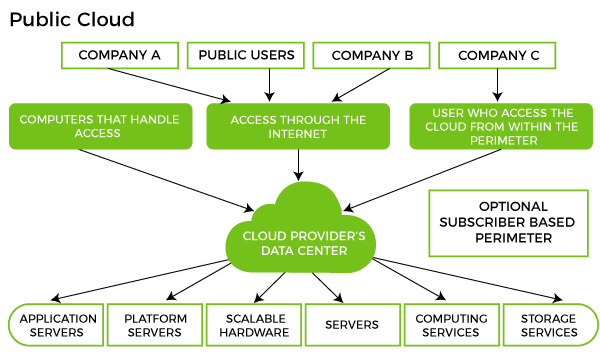 Public Cloud
COMPANY A
PUBLIC USERS
COMPANY B
COMPANY C
COMPUTERS THAT HANDLE
ACCESS
ACCESS THROUGH THE
INTERNET
USER WHO ACCESS THE
CLOUD FROM WITHIN THE
PERIMETER
OPTIONAL
SUBSCRIBER BASED
PERIMETER
CLOUD PROVIDER'S
DATA CENTER
APPLICATION
SERVERS
PLATFORM
SERVERS
SCALABLE
HARDWARE
SERVERS
COMPUTING
SERVICES
STORAGE
SERVICES